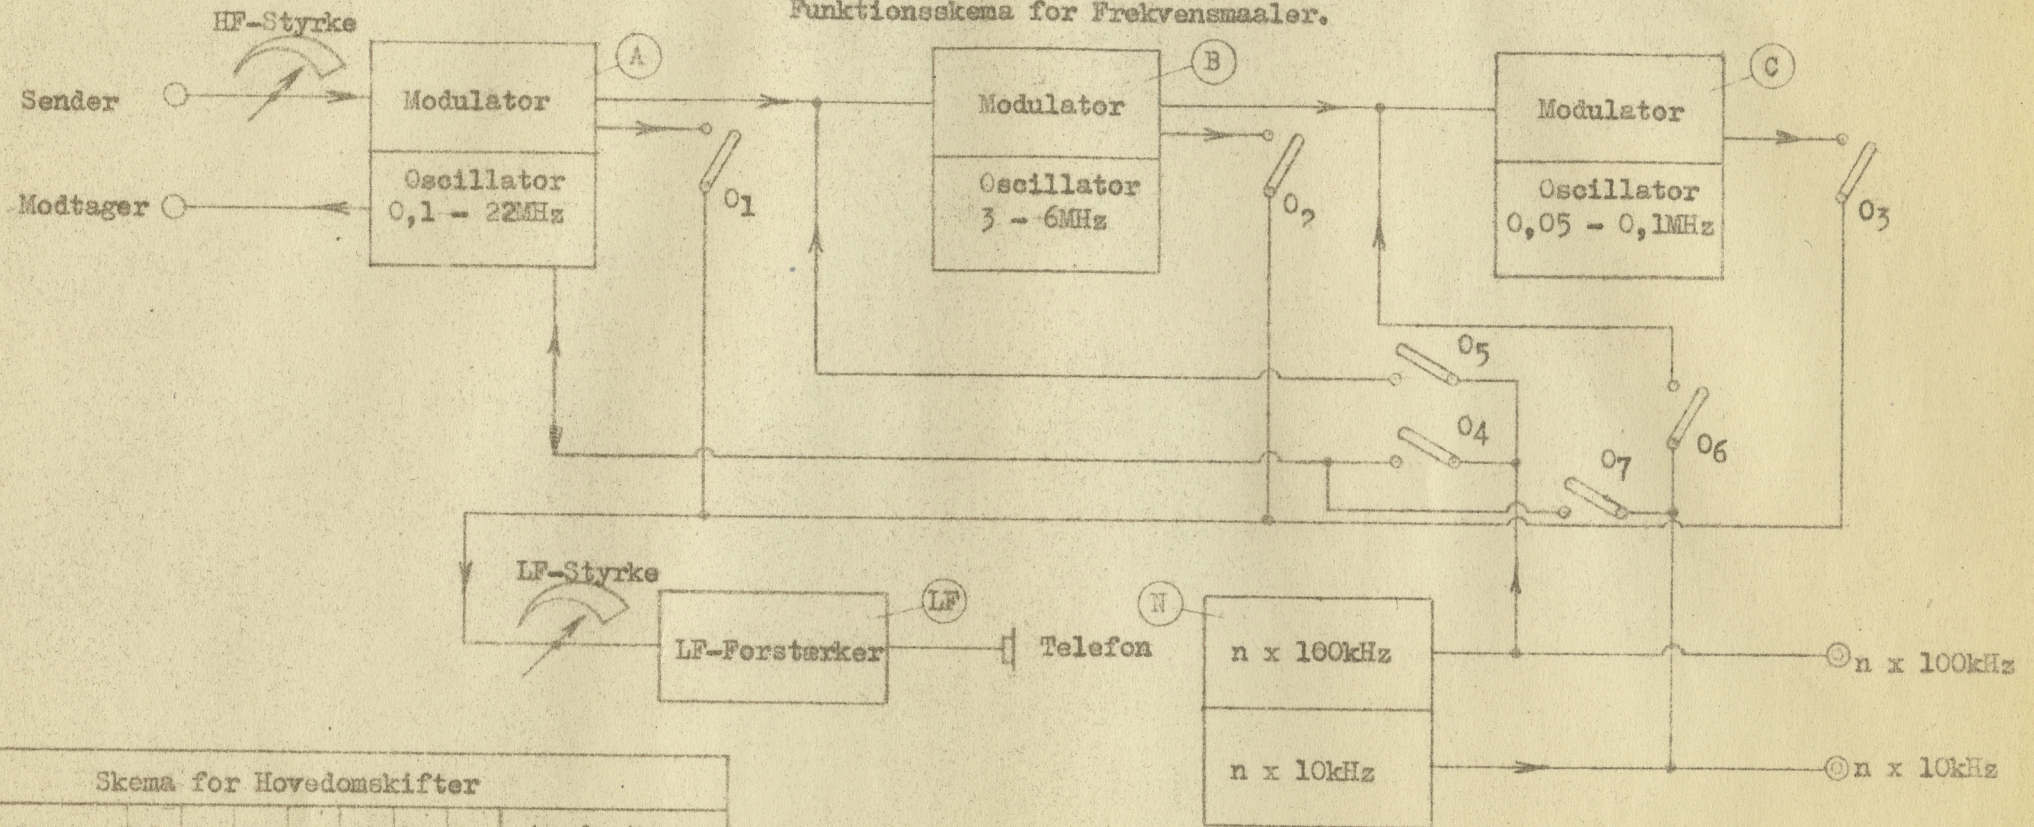 Funktionsskema for Frekvensmaaler.
HF-Styrke
Sender
Modtager
A
Modulator
Oscillator
0,1 - 22MHz
O1
B
Modulator
Oscillator
3 - 6MHz
O2
C
Modulator
Oscillator
0,05 - 0,1MHz
O3
O5
O4
O6
O7
LF-Styrke
LF
LF-Forstærker
Telefon
N
n x 100kHz
n x 10kHz
n x 100kHz
n x 10kHz
Skema for Hovedomskifter